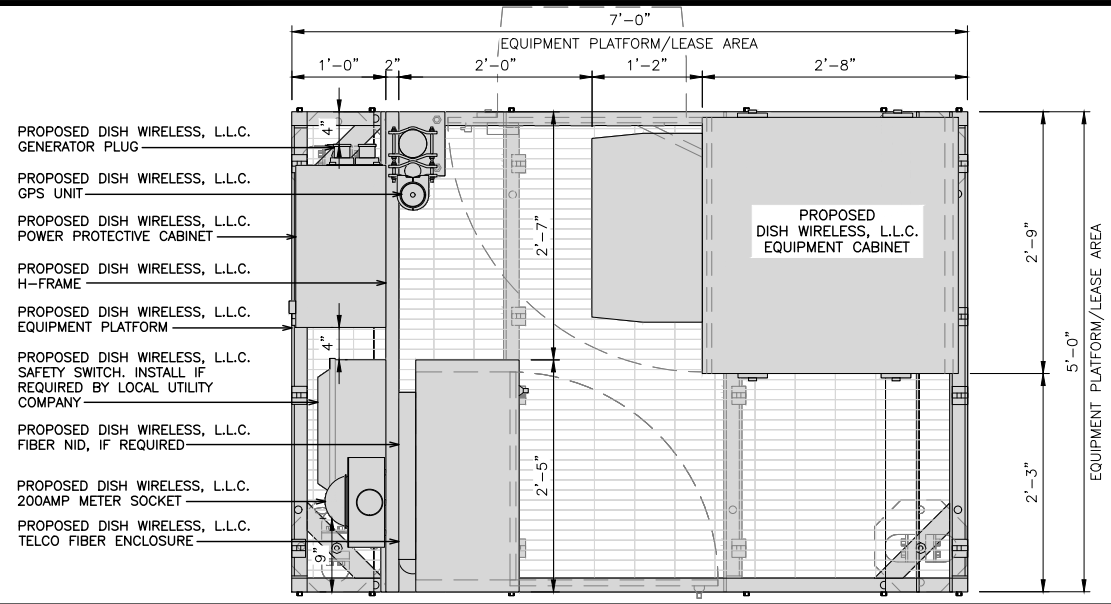 7'-0"
EQUIPMENT PLATFORM/LEASE AREA
1'-0"
2"
2'-0"
1'-2"
2'-8"
PROPOSED DISH WIRELESS, L.L.C.
GENERATOR PLUG
PROPOSED DISH WIRELESS, L.L.C.
GPS UNIT
PROPOSED DISH WIRELESS, L.L.C.
POWER PROTECTIVE CABINET
PROPOSED DISH WIRELESS, L.L.C.
H-FRAME
PROPOSED DISH WIRELESS, L.L.C.
EQUIPMENT PLATFORM
PROPOSED DISH WIRELESS, L.L.C.
SAFETY SWITCH. INSTALL IF
REQUIRED BY LOCAL UTILITY
COMPANY
PROPOSED DISH WIRELESS, L.L.C.
FIBER NID, IF REQUIRED
PROPOSED DISH WIRELESS, L.L.C.
200AMP METER SOCKET
PROPOSED DISH WIRELESS, L.L.C.
TELCO FIBER ENCLOSURE
4"
4"
9"
2'-7"
2'-5"
PROPOSED
DISH WIRELESS, L.L.C.
EQUIPMENT CABINET
2'-9"
2'-3"
5'-0"
EQUIPMENT PLATFORM/LEASE AREA